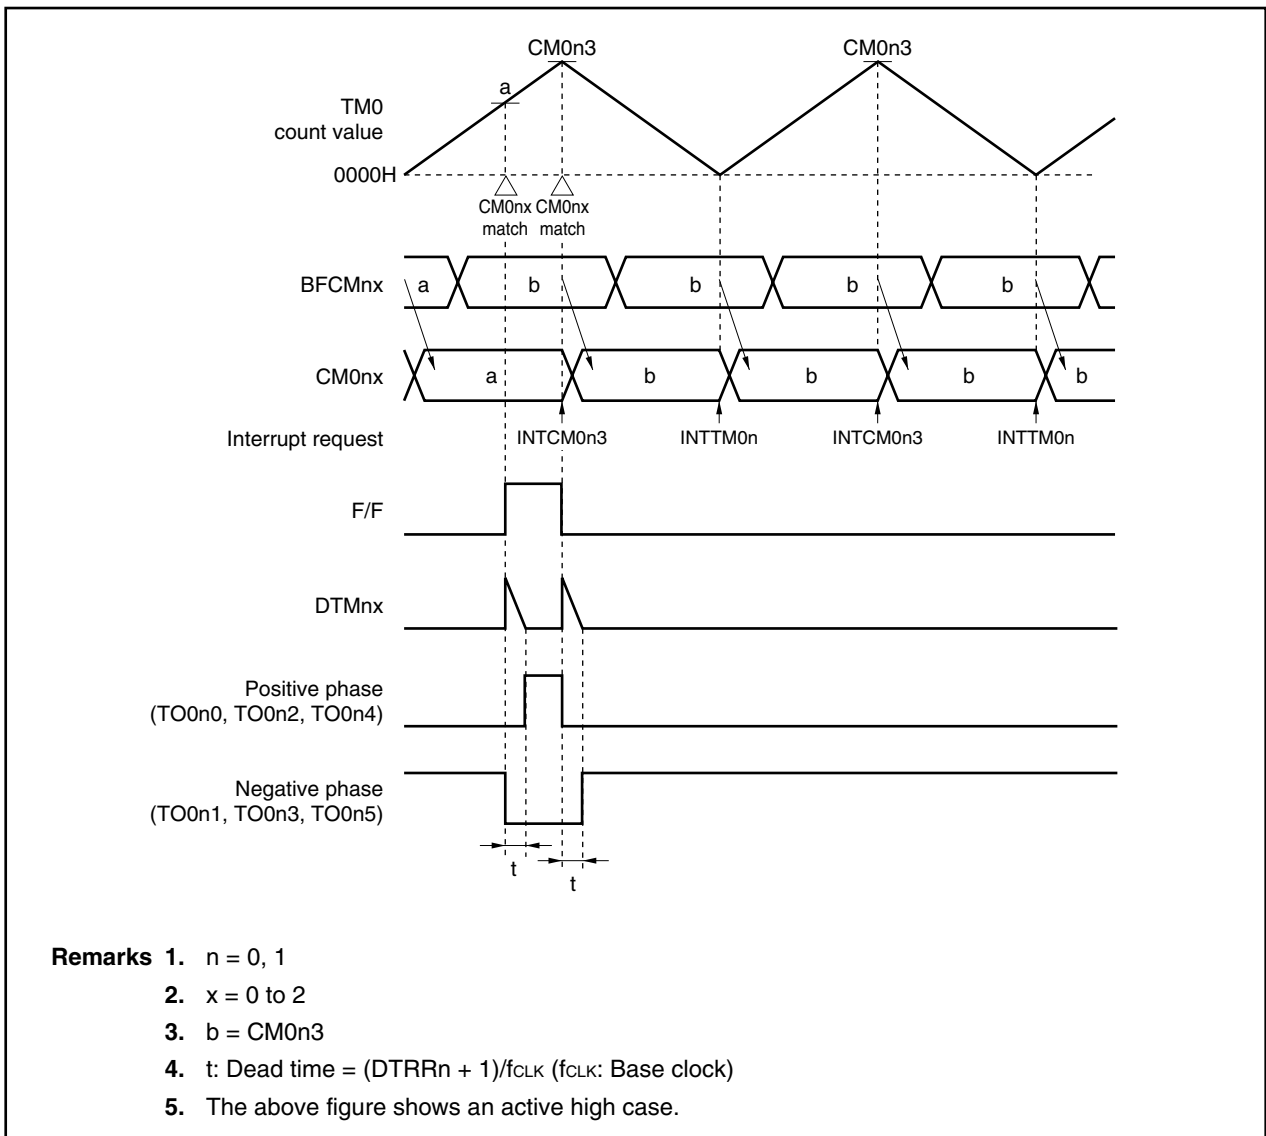 CM0n3 CM0n3
a
TM0
count value
0000H
CM0nx CM0nx
match match
BFCMnx a b b b b
CM0nx a b b b b
Interrupt request INTCM0n3 INTTM0n INTCM0n3 INTTM0n
F/F
DTMnx
Positive phase
(TO0n0, TO0n2, TO0n4)
Negative phase
(TO0n1, TO0n3, TO0n5)
t
t
Remarks 1. n = 0, 1
2. x = 0 to 2
3. b = CM0n3
4. t: Dead time = (DTRRn + 1)/fCLK (fCLK: Base clock)
5. The above figure shows an active high case.